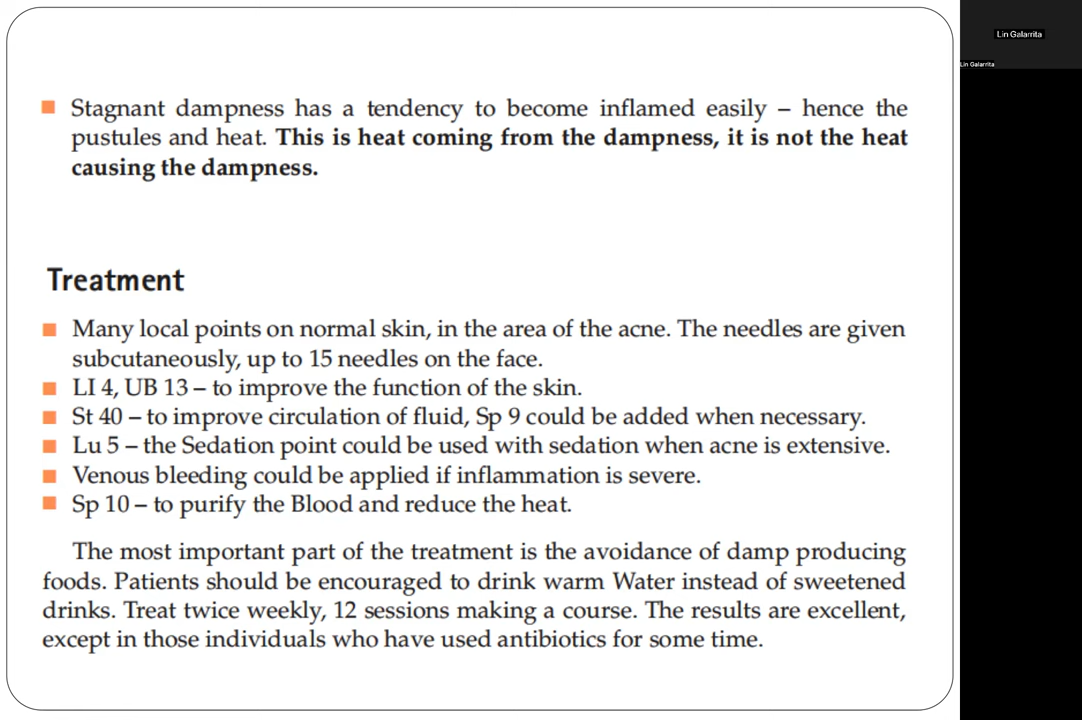 Stagnant dampness has a tendency to become inflamed easily – hence the
pustules and heat. This is heat coming from the dampness, it is not the heat
causing the dampness.
Treatment
Many local points on normal skin, in the area of the acne. The needles are given
subcutaneously, up to 15 needles on the face.
LI 4, UB 13 – to improve the function of the skin.
St 40 – to improve circulation of fluid, Sp 9 could be added when necessary.
Lu 5 – the Sedation point could be used with sedation when acne is extensive.
Venous bleeding could be applied if inflammation is severe.
Sp 10 – to purify the Blood and reduce the heat.
The most important part of the treatment is the avoidance of damp producing
foods. Patients should be encouraged to drink warm Water instead of sweetened
drinks. Treat twice weekly, 12 sessions making a course. The results are excellent,
except in those individuals who have used antibiotics for some time.
Lin Galarrita
Lin Galarrita